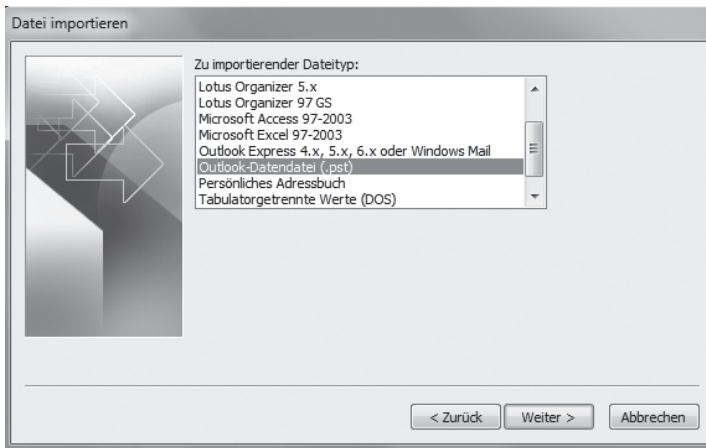 Datei importieren
Zu importierender Dateityp:
Lotus Organizer 5.x
Lotus Organizer 97 GS
Microsoft Access 97-2003
Microsoft Excel 97-2003
Outlook Express 4.x, 5.x, 6.x oder Windows Mail
Outlook-Datendatei (.pst)
Persönliches Adressbuch
Tabulatorgetrennte Werte (DOS)
< Zurück Weiter > Abbrechen